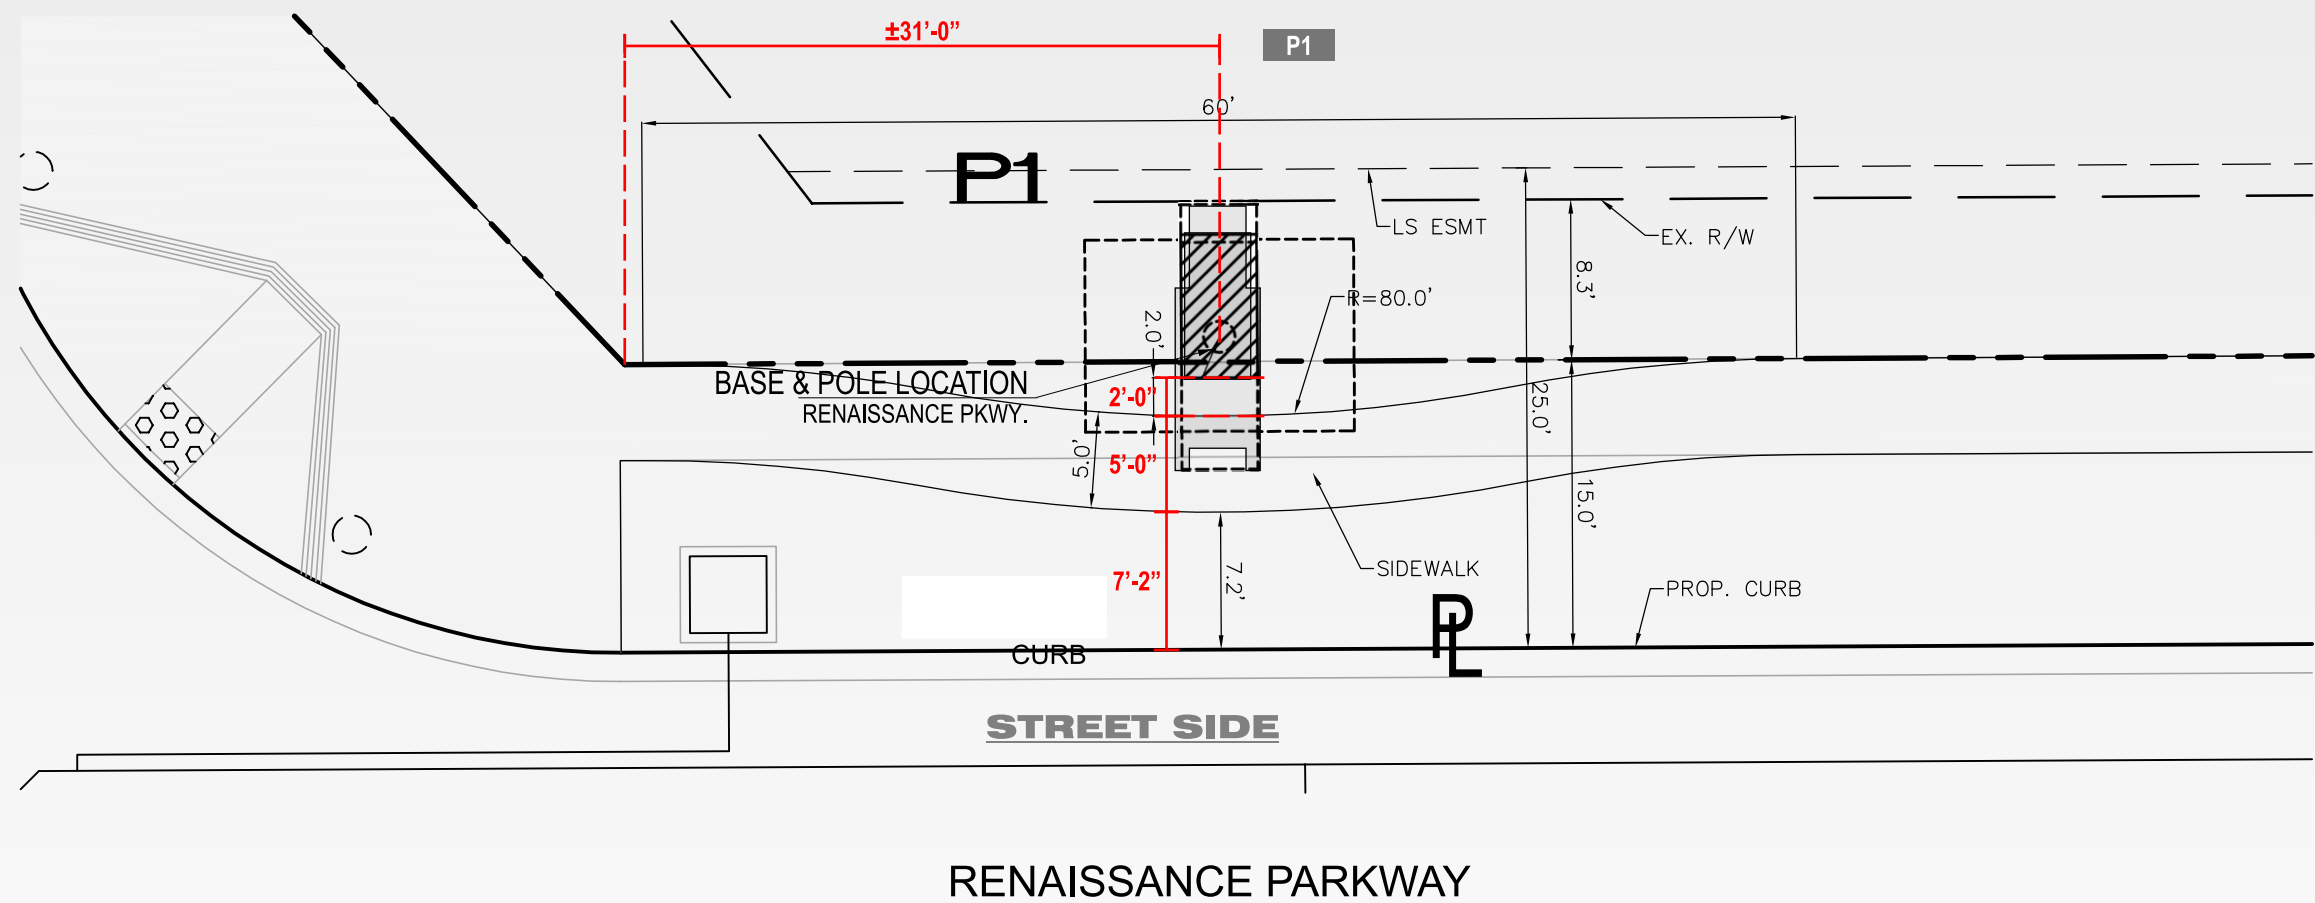 ±31’-0”
P1
60’
P1
LS ESMT
EX. R/W
8.3’
R=80.0’
2.0’
BASE & POLE LOCATION
RENAISSANCE PKWY.
2’-0”
25.0’
5.0’
5’-0”
15.0’
SIDEWALK
7’-2”
7.2’
PROP. CURB
PL
CURB
STREET SIDE
RENAISSANCE PARKWAY